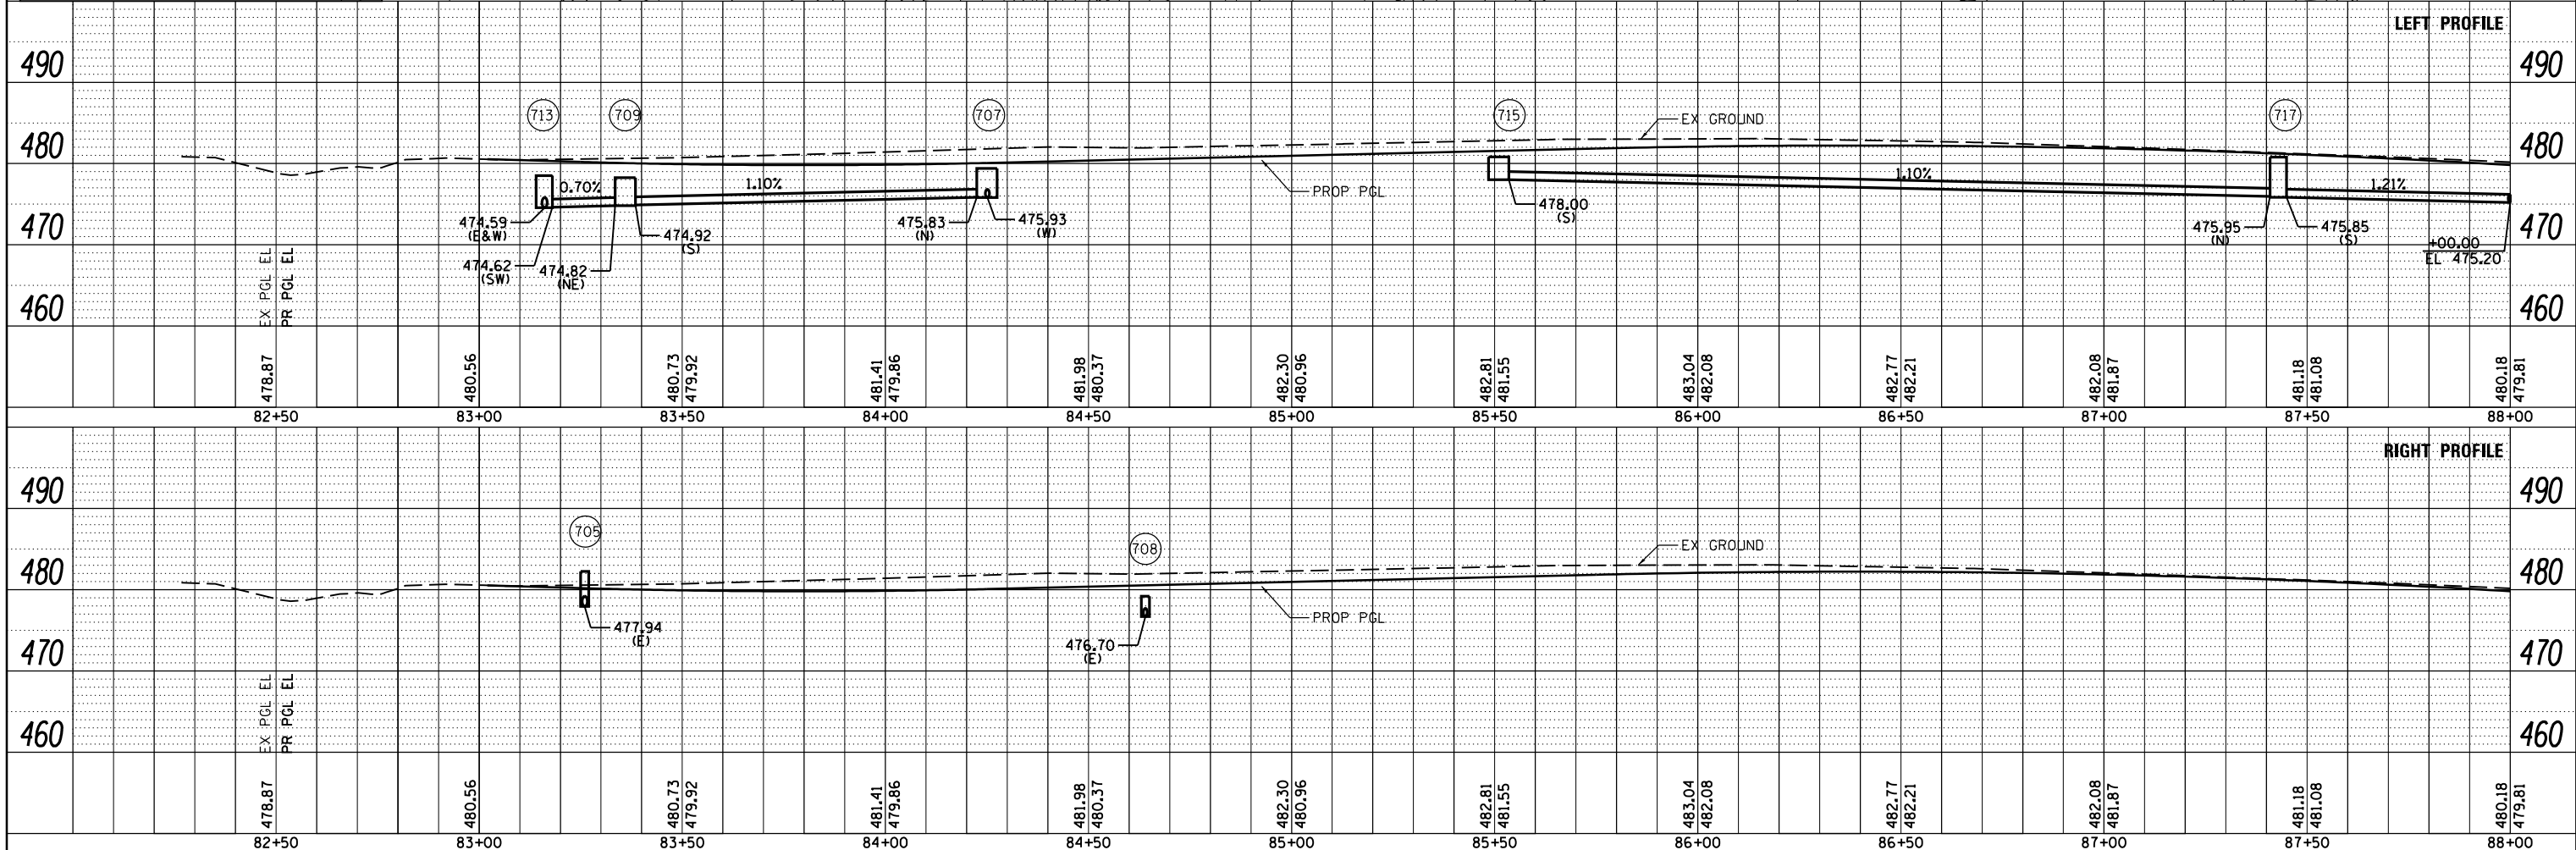 LEFT PROFILE
490 490
713 709 707 715 717
EX GROUND
480 480
0.70% 1.10% 1.10% 1.21%
PROP PGL
478.00
(S)
474.59
(E&W)
475.83
(N)
475.93
(W)
470 470
474.92
(S)
475.95
(N)
475.85
(S)
474.62
(SW)
474.82
(NE)
+00.00
EL 475.20
EX PGL EL
PR PGL EL
460 460
478.87
480.56
480.73
479.92
481.41
479.86
481.98
480.37
482.30
480.96
482.81
481.55
483.04
482.08
482.77
482.21
482.08
481.87
481.18
481.08
480.18
479.81
82+50 83+00 83+50 84+00 84+50 85+00 85+50 86+00 86+50 87+00 87+50 88+00
RIGHT PROFILE
490 490
705 708
EX GROUND
480 480
PROP PGL
477.94
(E)
476.70
(E)
470 470
EX PGL EL
PR PGL EL
460 460
478.87
480.56
480.73
479.92
481.41
479.86
481.98
480.37
482.30
480.96
482.81
481.55
483.04
482.08
482.77
482.21
482.08
481.87
481.18
481.08
480.18
479.81
82+50 83+00 83+50 84+00 84+50 85+00 85+50 86+00 86+50 87+00 87+50 88+00